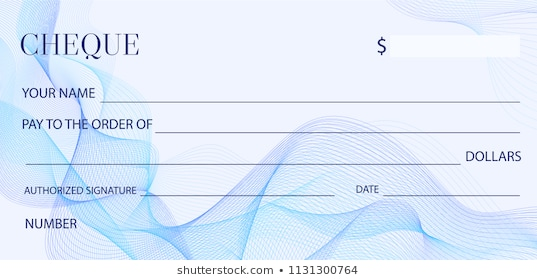 CHEQUE $
YOUR NAME
PAY TO THE ORDER OF
DOLLARS
AUTHORIZED SIGNATURE DATE
NUMBER
shutterstock.com • 1131300764